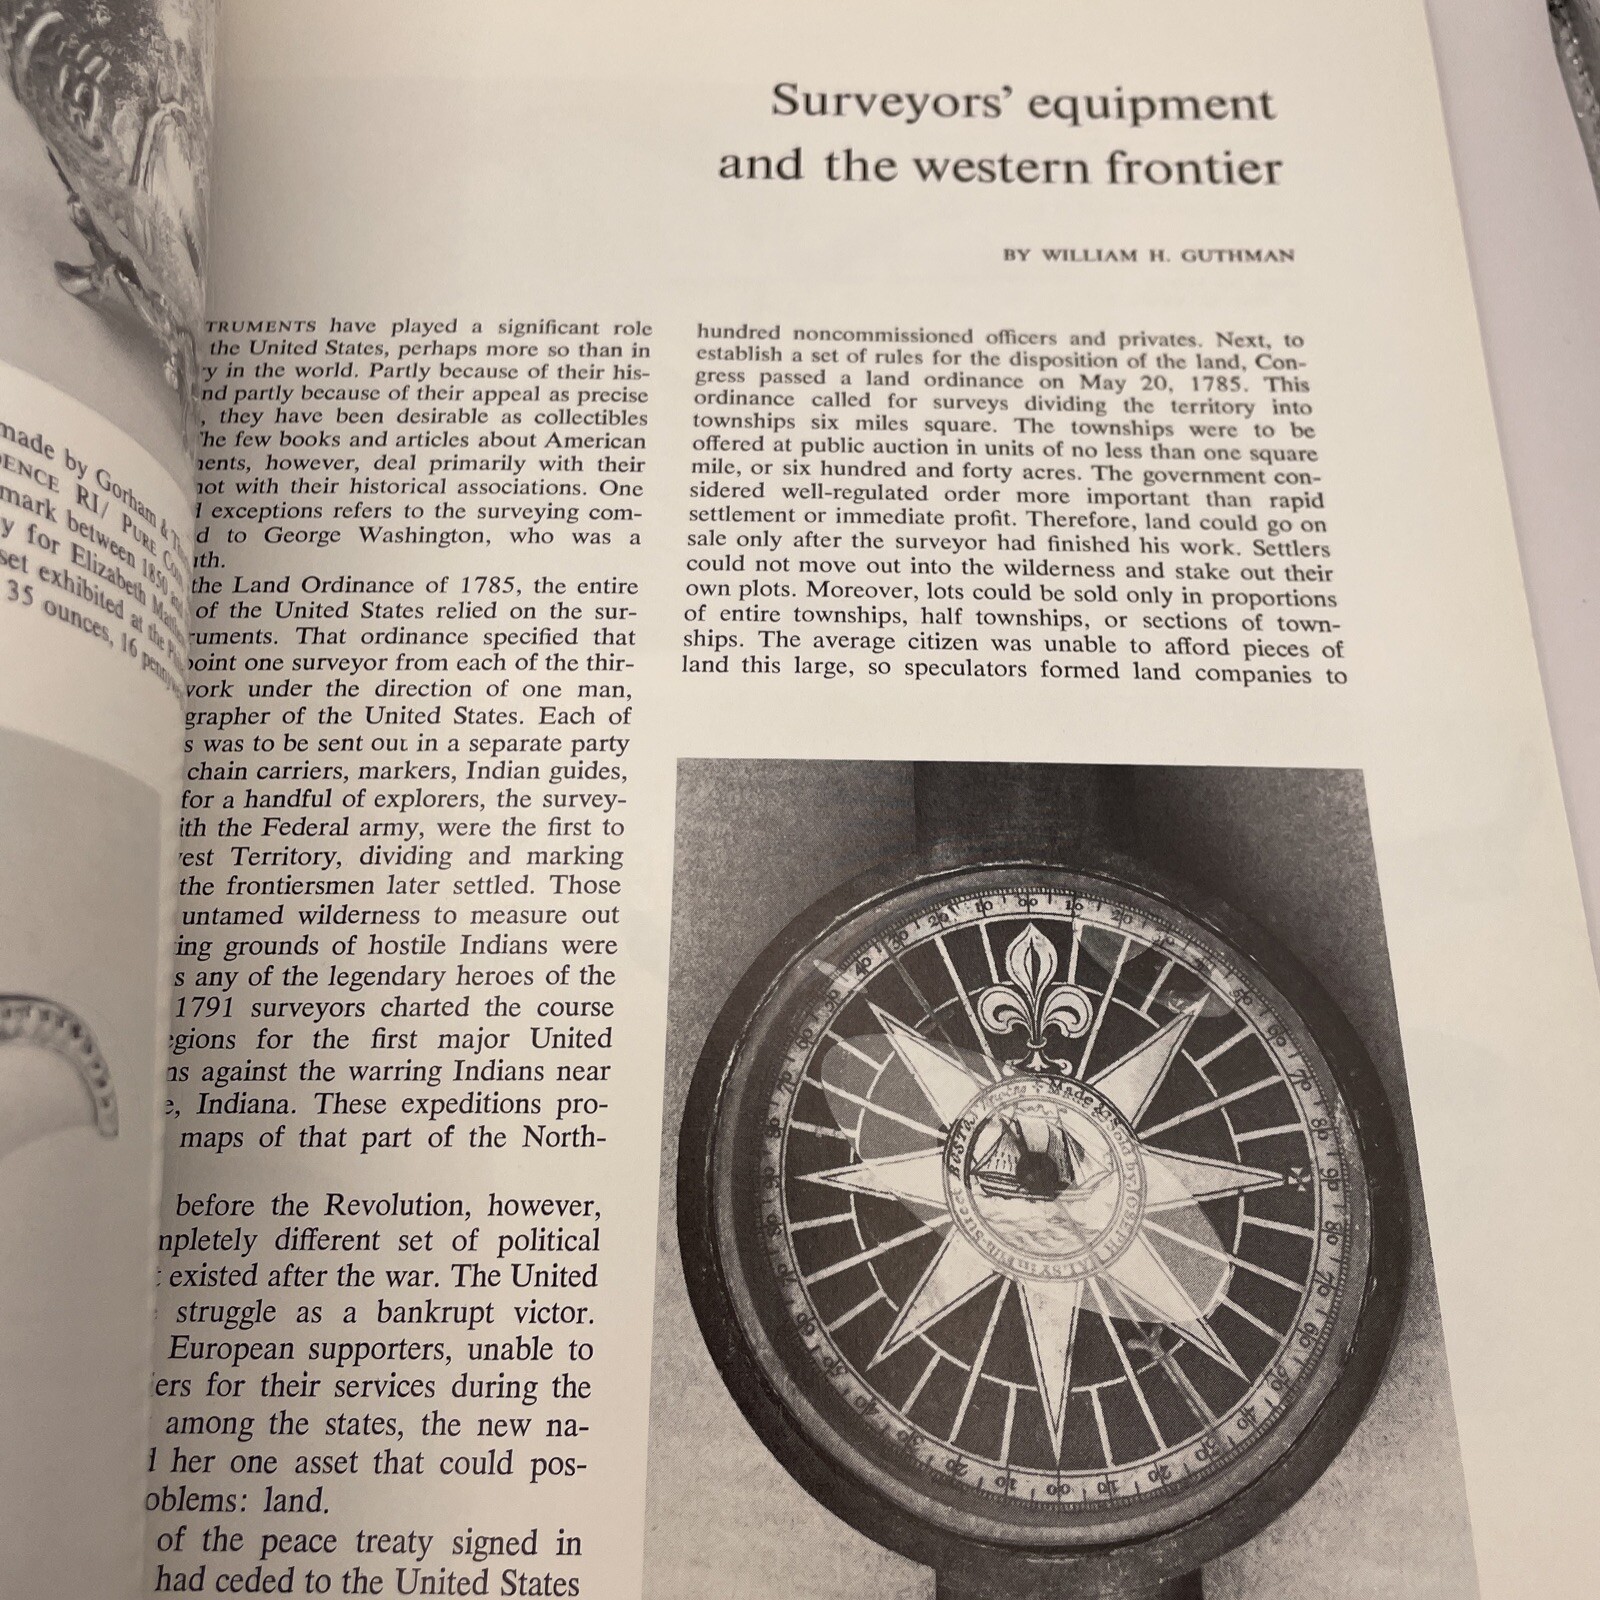 made by Gorham &
DENCE RI/ PURE
mark between 1850 and
y for Elizabeth
set exhibited at the
35 ounces, 16
Surveyors’ equipment
and the western frontier
BY WILLIAM H. GUTHMAN
TRUMENTS have played a significant role
the United States, perhaps more so than in
y in the world. Partly because of their his-
nd partly because of their appeal as precise
, they have been desirable as collectibles
The few books and articles about American
ents, however, deal primarily with their
not with their historical associations. One
l exceptions refers to the surveying com-
d to George Washington, who was a
uth.
the Land Ordinance of 1785, the entire
of the United States relied on the sur-
ruments. That ordinance specified that
point one surveyor from each of the thir-
work under the direction of one man,
grapher of the United States. Each of
s was to be sent out in a separate party
chain carriers, markers, Indian guides,
for a handful of explorers, the survey-
ith the Federal army, were the first to
est Territory, dividing and marking
the frontiersmen later settled. Those
untamed wilderness to measure out
ing grounds of hostile Indians were
s any of the legendary heroes of the
1791 surveyors charted the course
egions for the first major United
ns against the warring Indians near
e, Indiana. These expeditions pro-
maps of that part of the North-
before the Revolution, however,
mpletely different set of political
existed after the war. The United
struggle as a bankrupt victor.
European supporters, unable to
ers for their services during the
among the states, the new na-
d her one asset that could pos-
oblems: land.
of the peace treaty signed in
had ceded to the United States
hundred noncommissioned officers and privates. Next, to
establish a set of rules for the disposition of the land, Con-
gress passed a land ordinance on May 20, 1785. This
ordinance called for surveys dividing the territory into
townships six miles square. The townships were to be
offered at public auction in units of no less than one square
mile, or six hundred and forty acres. The government con-
sidered well-regulated order more important than rapid
settlement or immediate profit. Therefore, land could go on
sale only after the surveyor had finished his work. Settlers
could not move out into the wilderness and stake out their
own plots. Moreover, lots could be sold only in proportions
of entire townships, half townships, or sections of town-
ships. The average citizen was unable to afford pieces of
land this large, so speculators formed land companies to
Made & Sold by JOSEPH HALSY in Street BOSTON